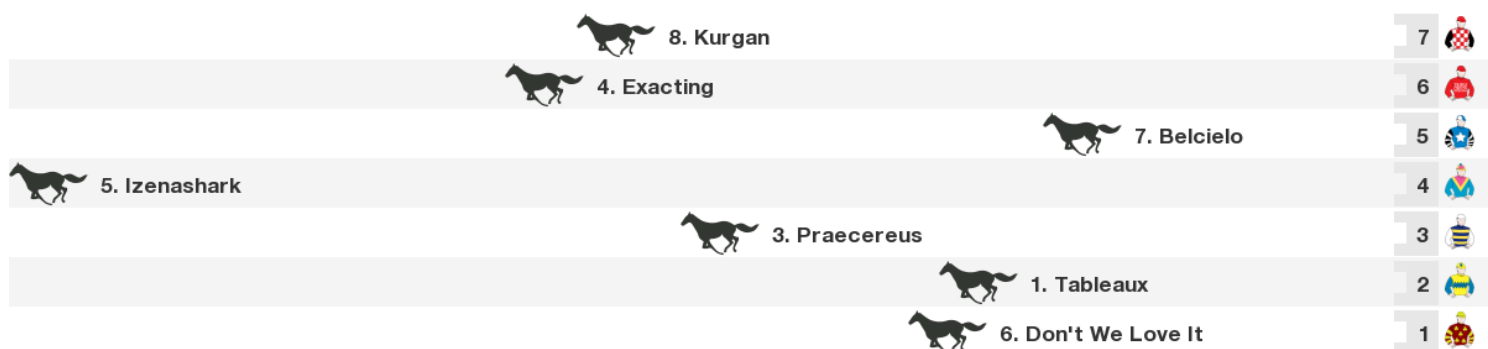 8. Kurgan 7
4. Exacting 6
7. Belcielo 5
5. Izenashark 4
3. Praecereus 3
1. Tableaux 2
6. Don't We Love It 1